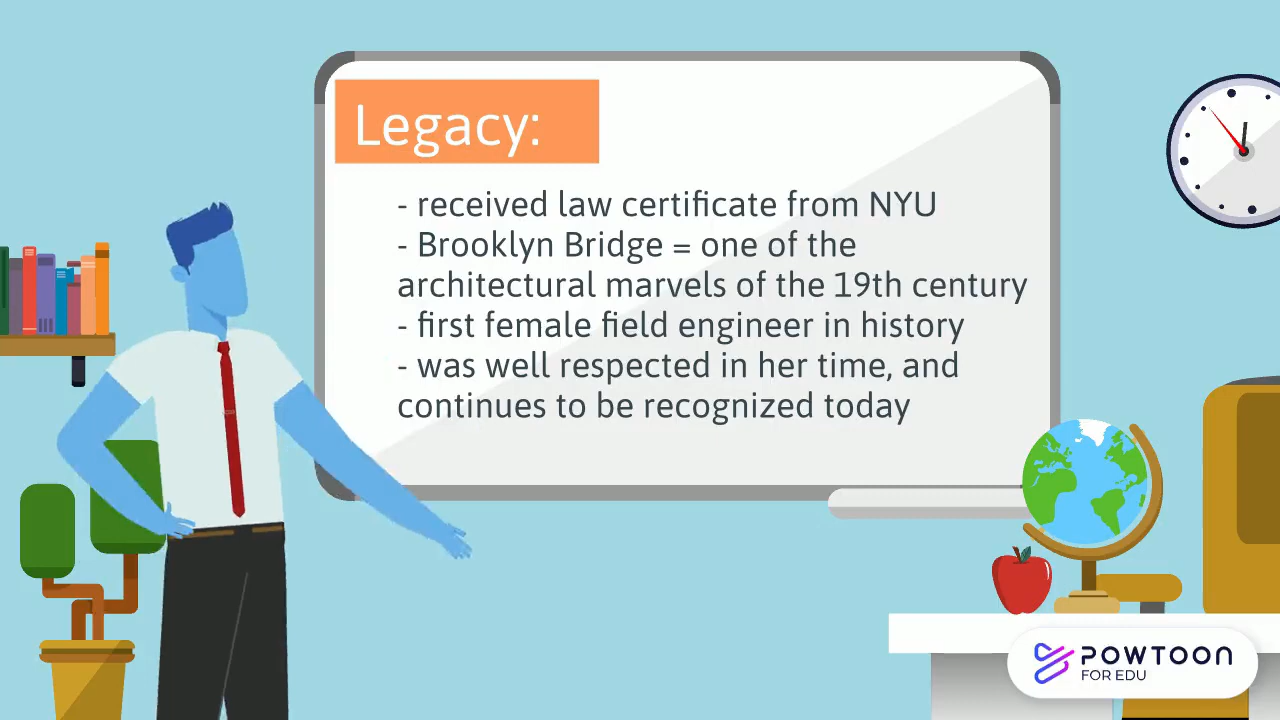 Legacy:
- received law certificate from NYU
- Brooklyn Bridge = one of the
architectural marvels of the 19th century
- first female field engineer in history
- was well respected in her time, and
continues to be recognized today
POWTOON
FOR EDU